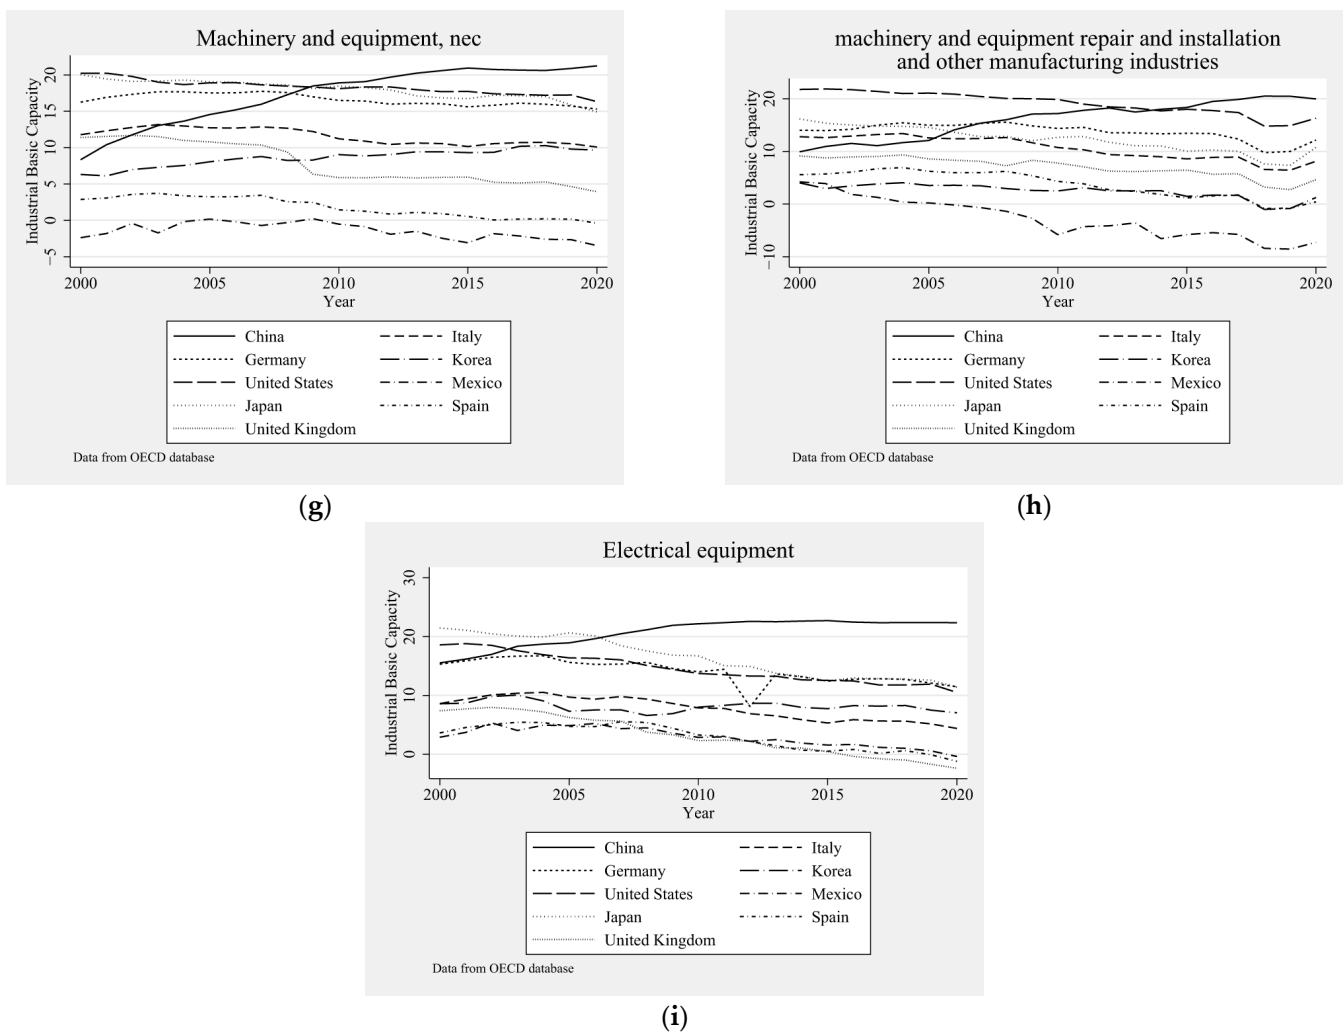 Machinery and equipment, nec
Industrial Basic Capacity
20
15
10
5
0
−5
2000 2005 2010 2015 2020
Year
China Italy
Germany Korea
United States Mexico
Japan Spain
United Kingdom
Data from OECD database
(g)
machinery and equipment repair and installation
and other manufacturing industries
Industrial Basic Capacity
20
10
0
−10
2000 2005 2010 2015 2020
Year
China Italy
Germany Korea
United States Mexico
Japan Spain
United Kingdom
Data from OECD database
(h)
Electrical equipment
Industrial Basic Capacity
30
20
10
0
2000 2005 2010 2015 2020
Year
China Italy
Germany Korea
United States Mexico
Japan Spain
United Kingdom
Data from OECD database
(i)